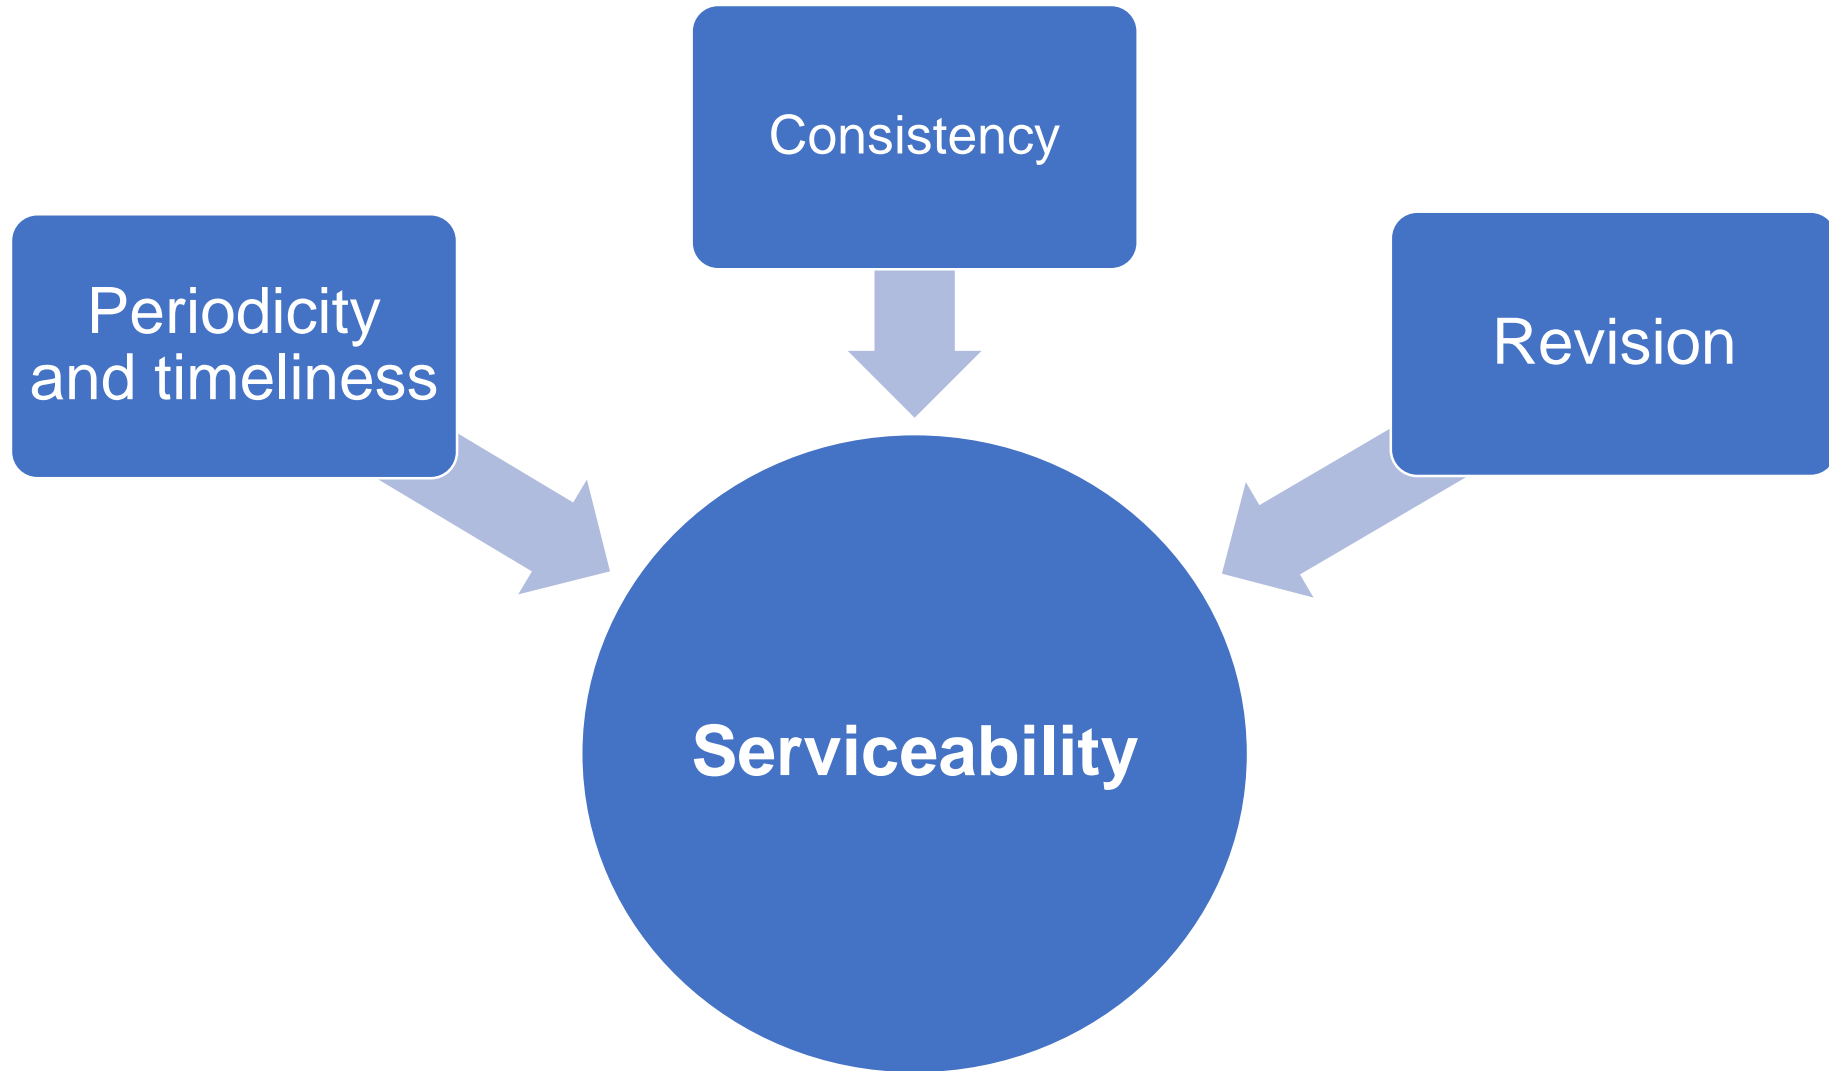 Consistency
Periodicity
and timeliness
Revision
Serviceability